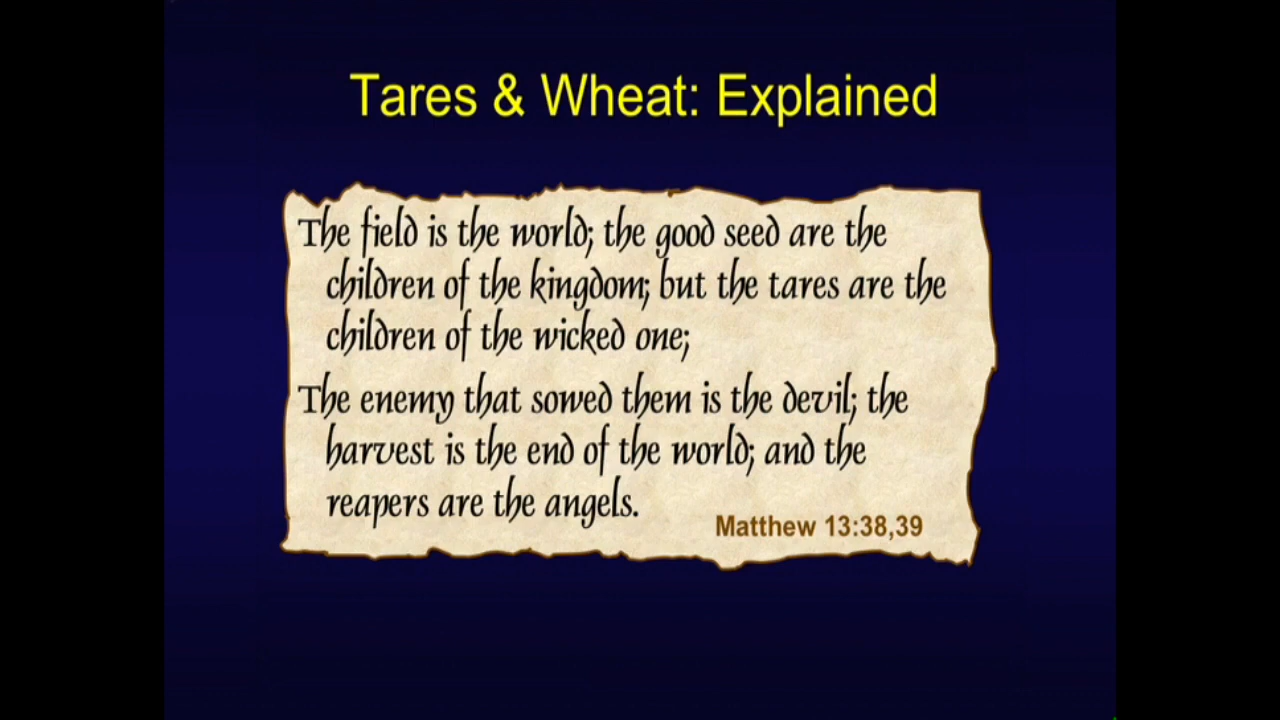 Tares & Wheat: Explained
The field is the world; the good seed are the
children of the kingdom; but the tares are the
children of the wicked one;
The enemy that sowed them is the devil; the
harvest is the end of the world; and the
reapers are the angels.
Matthew 13:38,39